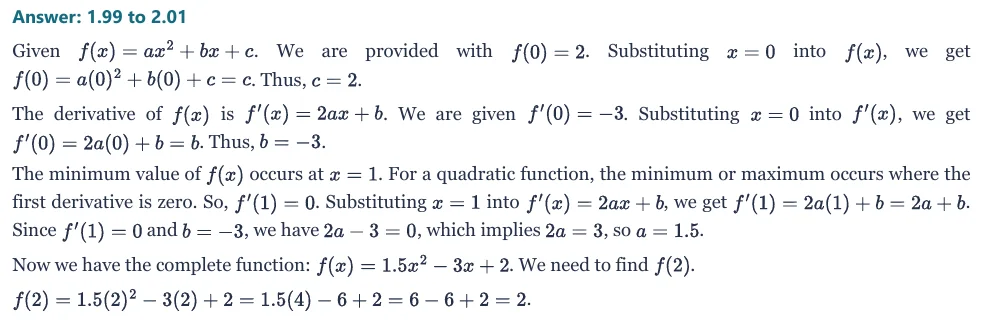 Answer: 1.99 to 2.01
Given f(x) = ax² + bx + c. We are provided with f(0) = 2. Substituting x = 0 into f(x), we get
f(0) = a(0)² + b(0) + c = c. Thus, c = 2.
The derivative of f(x) is f′(x) = 2ax + b. We are given f′(0) = −3. Substituting x = 0 into f′(x), we get
f′(0) = 2a(0) + b = b. Thus, b = −3.
The minimum value of f(x) occurs at x = 1. For a quadratic function, the minimum or maximum occurs where the
first derivative is zero. So, f′(1) = 0. Substituting x = 1 into f′(x) = 2ax + b, we get f′(1) = 2a(1) + b = 2a + b.
Since f′(1) = 0 and b = −3, we have 2a − 3 = 0, which implies 2a = 3, so a = 1.5.
Now we have the complete function: f(x) = 1.5x² − 3x + 2. We need to find f(2).
f(2) = 1.5(2)² − 3(2) + 2 = 1.5(4) − 6 + 2 = 6 − 6 + 2 = 2.